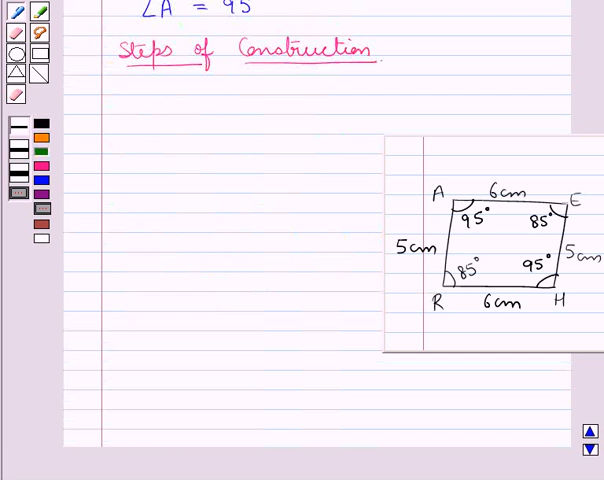 ∠A = 95
Steps of Construction.
A 6cm E
95° 85°
5cm 5cm
85° 95°
R 6cm H